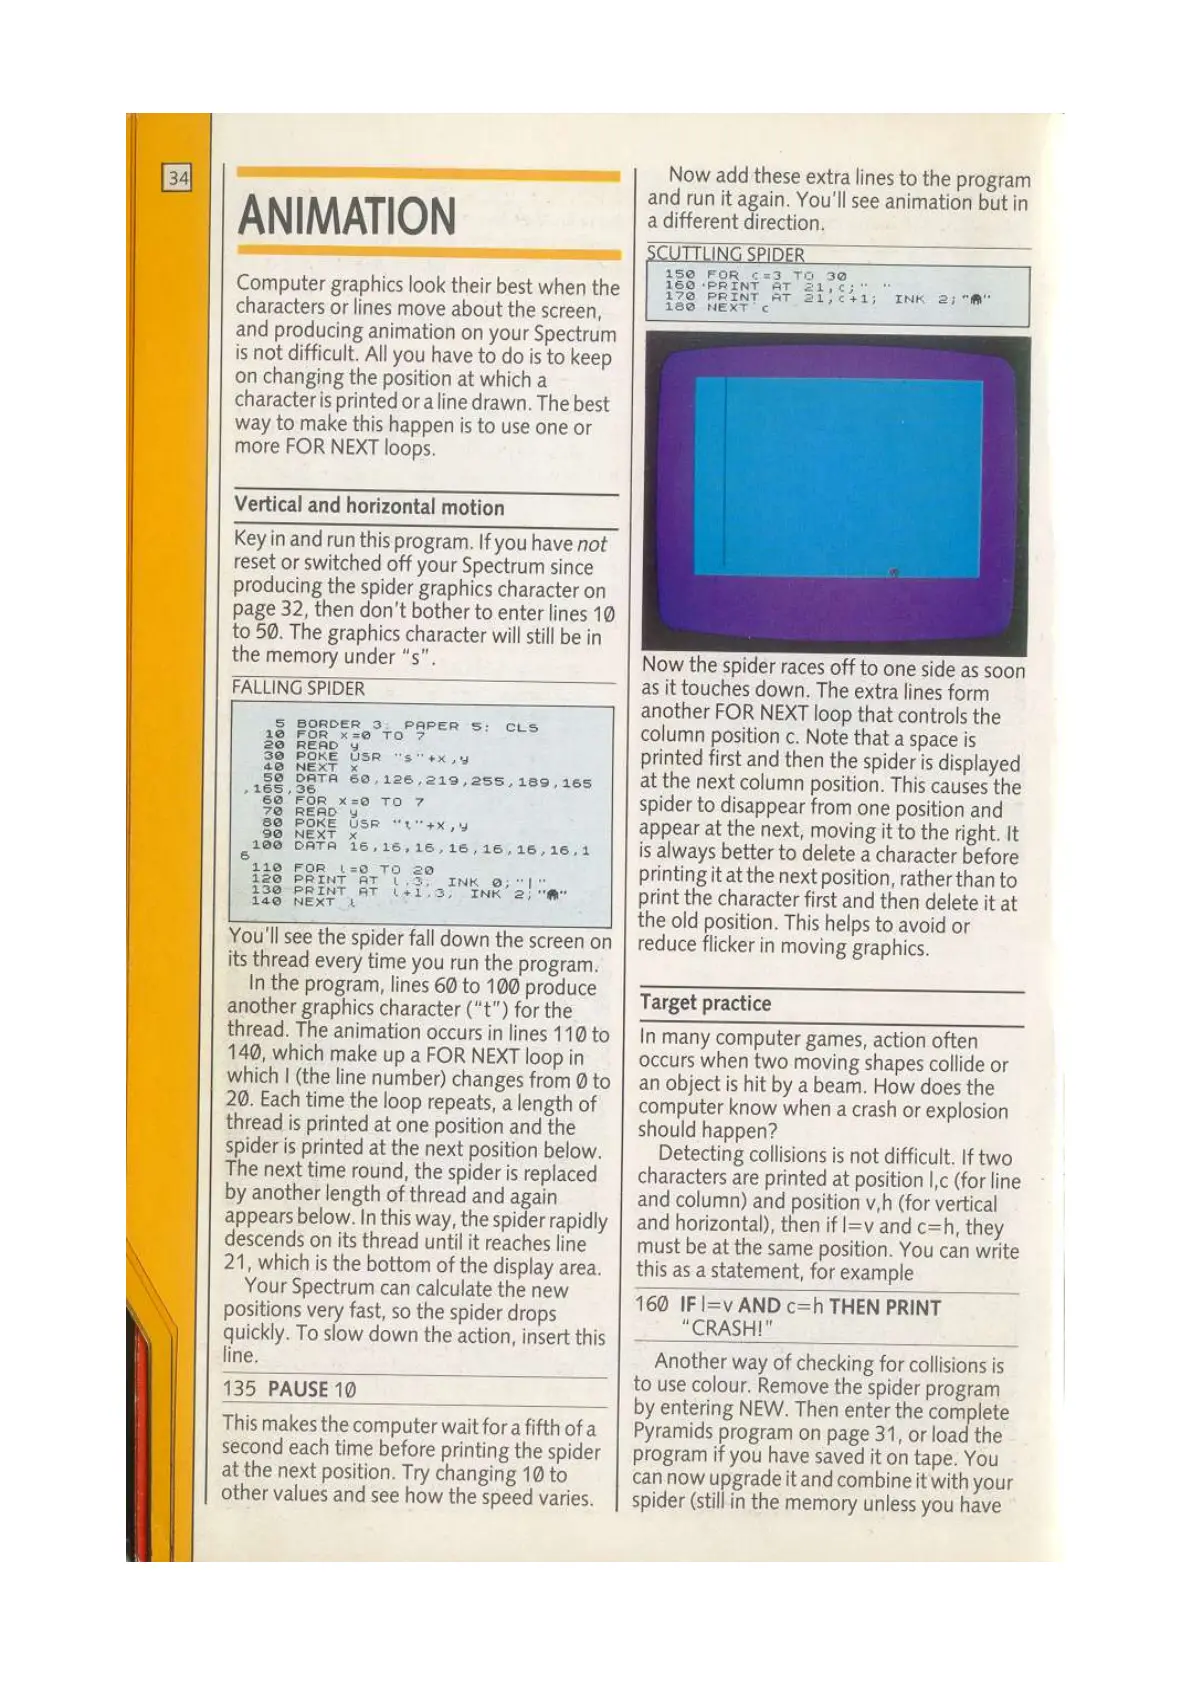 34
ANIMATION
Computer graphics look their best when the
characters or lines move about the screen,
and producing animation on your Spectrum
is not difficult. All you have to do is to keep
on changing the position at which a
character is printed or a line drawn. The best
way to make this happen is to use one or
more FOR NEXT loops.
Vertical and horizontal motion
Key in and run this program. If you have not
reset or switched off your Spectrum since
producing the spider graphics character on
page 32, then don't bother to enter lines 10
to 50. The graphics character will still be in
the memory under "s".
FALLING SPIDER
5 BORDER 3: PAPER 5: CLS
10 FOR x=0 TO 7
20 READ y
30 POKE USR "s"+x,y
40 NEXT x
50 DATA 60,126,219,255,189,165
,165,36
60 FOR x=0 TO 7
70 READ y
80 POKE USR "t"+x,y
90 NEXT x
100 DATA 16,16,16,16,16,16,16,1
6
110 FOR l=0 TO 20
120 PRINT AT l,3; INK 0;"|"
130 PRINT AT l+1,3; INK 2;" "
140 NEXT l
You'll see the spider fall down the screen on
its thread every time you run the program.
In the program, lines 60 to 100 produce
another graphics character ("t") for the
thread. The animation occurs in lines 110 to
140, which make up a FOR NEXT loop in
which l (the line number) changes from 0 to
20. Each time the loop repeats, a length of
thread is printed at one position and the
spider is printed at the next position below.
The next time round, the spider is replaced
by another length of thread and again
appears below. In this way, the spider rapidly
descends on its thread until it reaches line
21, which is the bottom of the display area.
Your Spectrum can calculate the new
positions very fast, so the spider drops
quickly. To slow down the action, insert this
line.
135 PAUSE 10
This makes the computer wait for a fifth of a
second each time before printing the spider
at the next position. Try changing 10 to
other values and see how the speed varies.
Now add these extra lines to the program
and run it again. You'll see animation but in
a different direction.
SCUTTLING SPIDER
150 FOR c=3 TO 30
160 PRINT AT 21,c;" "
170 PRINT AT 21,c+1; INK 2;" "
180 NEXT c
Now the spider races off to one side as soon
as it touches down. The extra lines form
another FOR NEXT loop that controls the
column position c. Note that a space is
printed first and then the spider is displayed
at the next column position. This causes the
spider to disappear from one position and
appear at the next, moving it to the right. It
is always better to delete a character before
printing it at the next position, rather than to
print the character first and then delete it at
the old position. This helps to avoid or
reduce flicker in moving graphics.
Target practice
In many computer games, action often
occurs when two moving shapes collide or
an object is hit by a beam. How does the
computer know when a crash or explosion
should happen?
Detecting collisions is not difficult. If two
characters are printed at position l,c (for line
and column) and position v,h (for vertical
and horizontal), then if l=v and c=h, they
must be at the same position. You can write
this as a statement, for example
160 IF l=v AND c=h THEN PRINT
"CRASH!"
Another way of checking for collisions is
to use colour. Remove the spider program
by entering NEW. Then enter the complete
Pyramids program on page 31, or load the
program if you have saved it on tape. You
can now upgrade it and combine it with your
spider (still in the memory unless you have